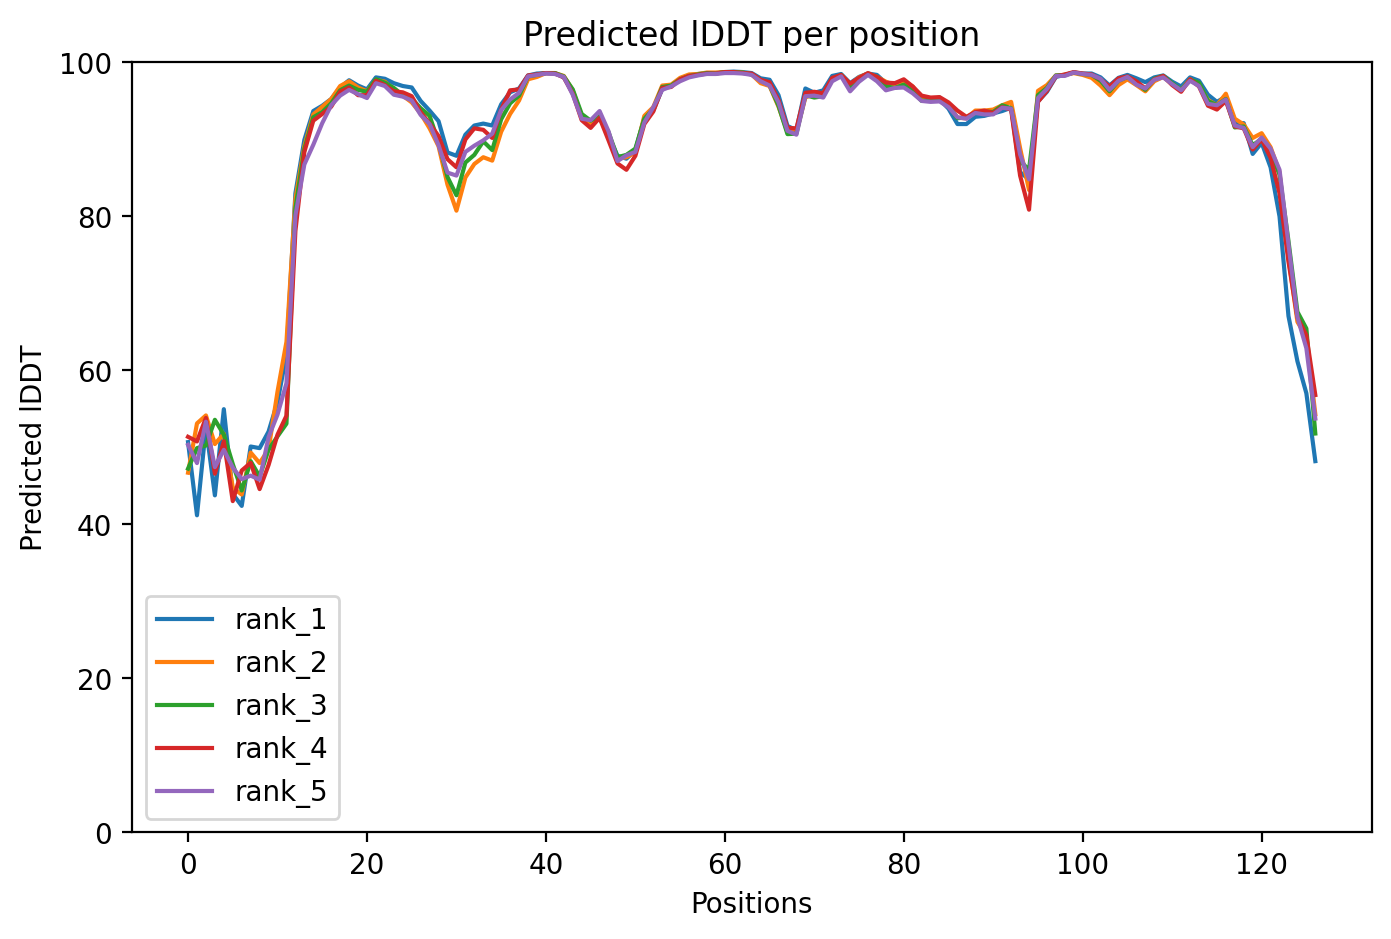 Predicted lDDT per position
100
80
60
40
20
0
Predicted lDDT
rank_1
rank_2
rank_3
rank_4
rank_5
0 20 40 60 80 100 120
Positions